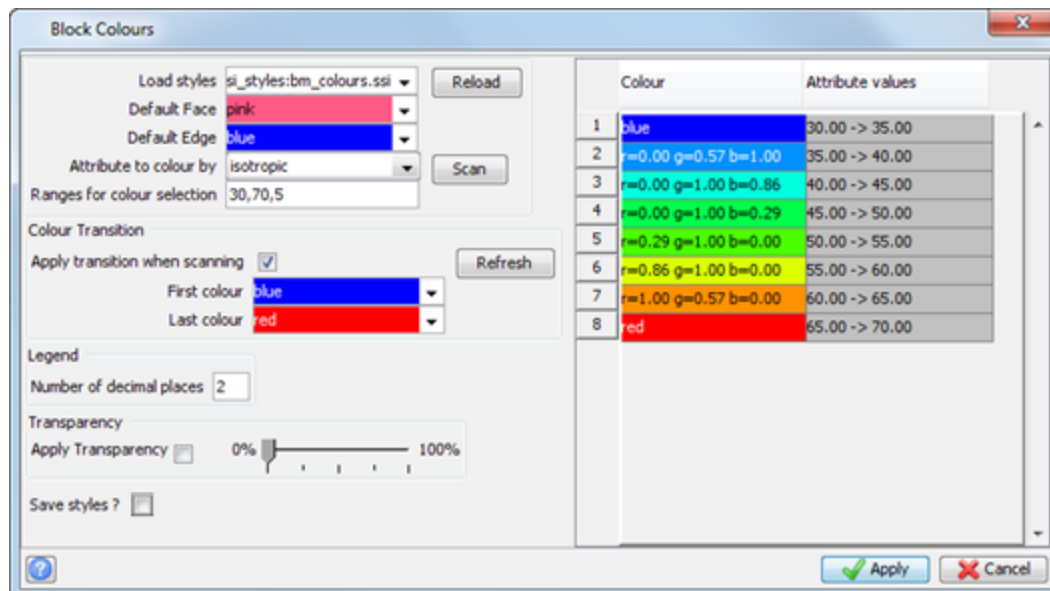 Block Colours
Load styles si_styles:bm_colours.ssi Reload
Default Face pink
Default Edge blue
Attribute to colour by isotropic Scan
Ranges for colour selection 30,70,5
Colour Transition
Apply transition when scanning Refresh
First colour blue
Last colour red
Legend
Number of decimal places 2
Transparency
Apply Transparency 0% 100%
Save styles ?
Colour Attribute values
1 blue 30.00 -> 35.00
2 r=0.00 g=0.57 b=1.00 35.00 -> 40.00
3 r=0.00 g=1.00 b=0.86 40.00 -> 45.00
4 r=0.00 g=1.00 b=0.29 45.00 -> 50.00
5 r=0.29 g=1.00 b=0.00 50.00 -> 55.00
6 r=0.86 g=1.00 b=0.00 55.00 -> 60.00
7 r=1.00 g=0.57 b=0.00 60.00 -> 65.00
8 red 65.00 -> 70.00
? Apply Cancel